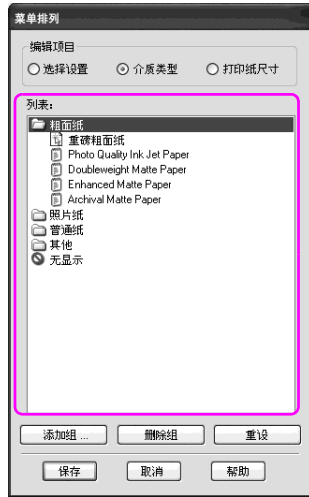 菜单排列
编辑项目
选择设置 介质类型 打印纸尺寸
列表：
粗面纸
重磅粗面纸
Photo Quality Ink Jet Paper
Doubleweight Matte Paper
Enhanced Matte Paper
Archival Matte Paper
照片纸
普通纸
其他
无显示
添加组 ... 删除组 重设
保存 取消 帮助